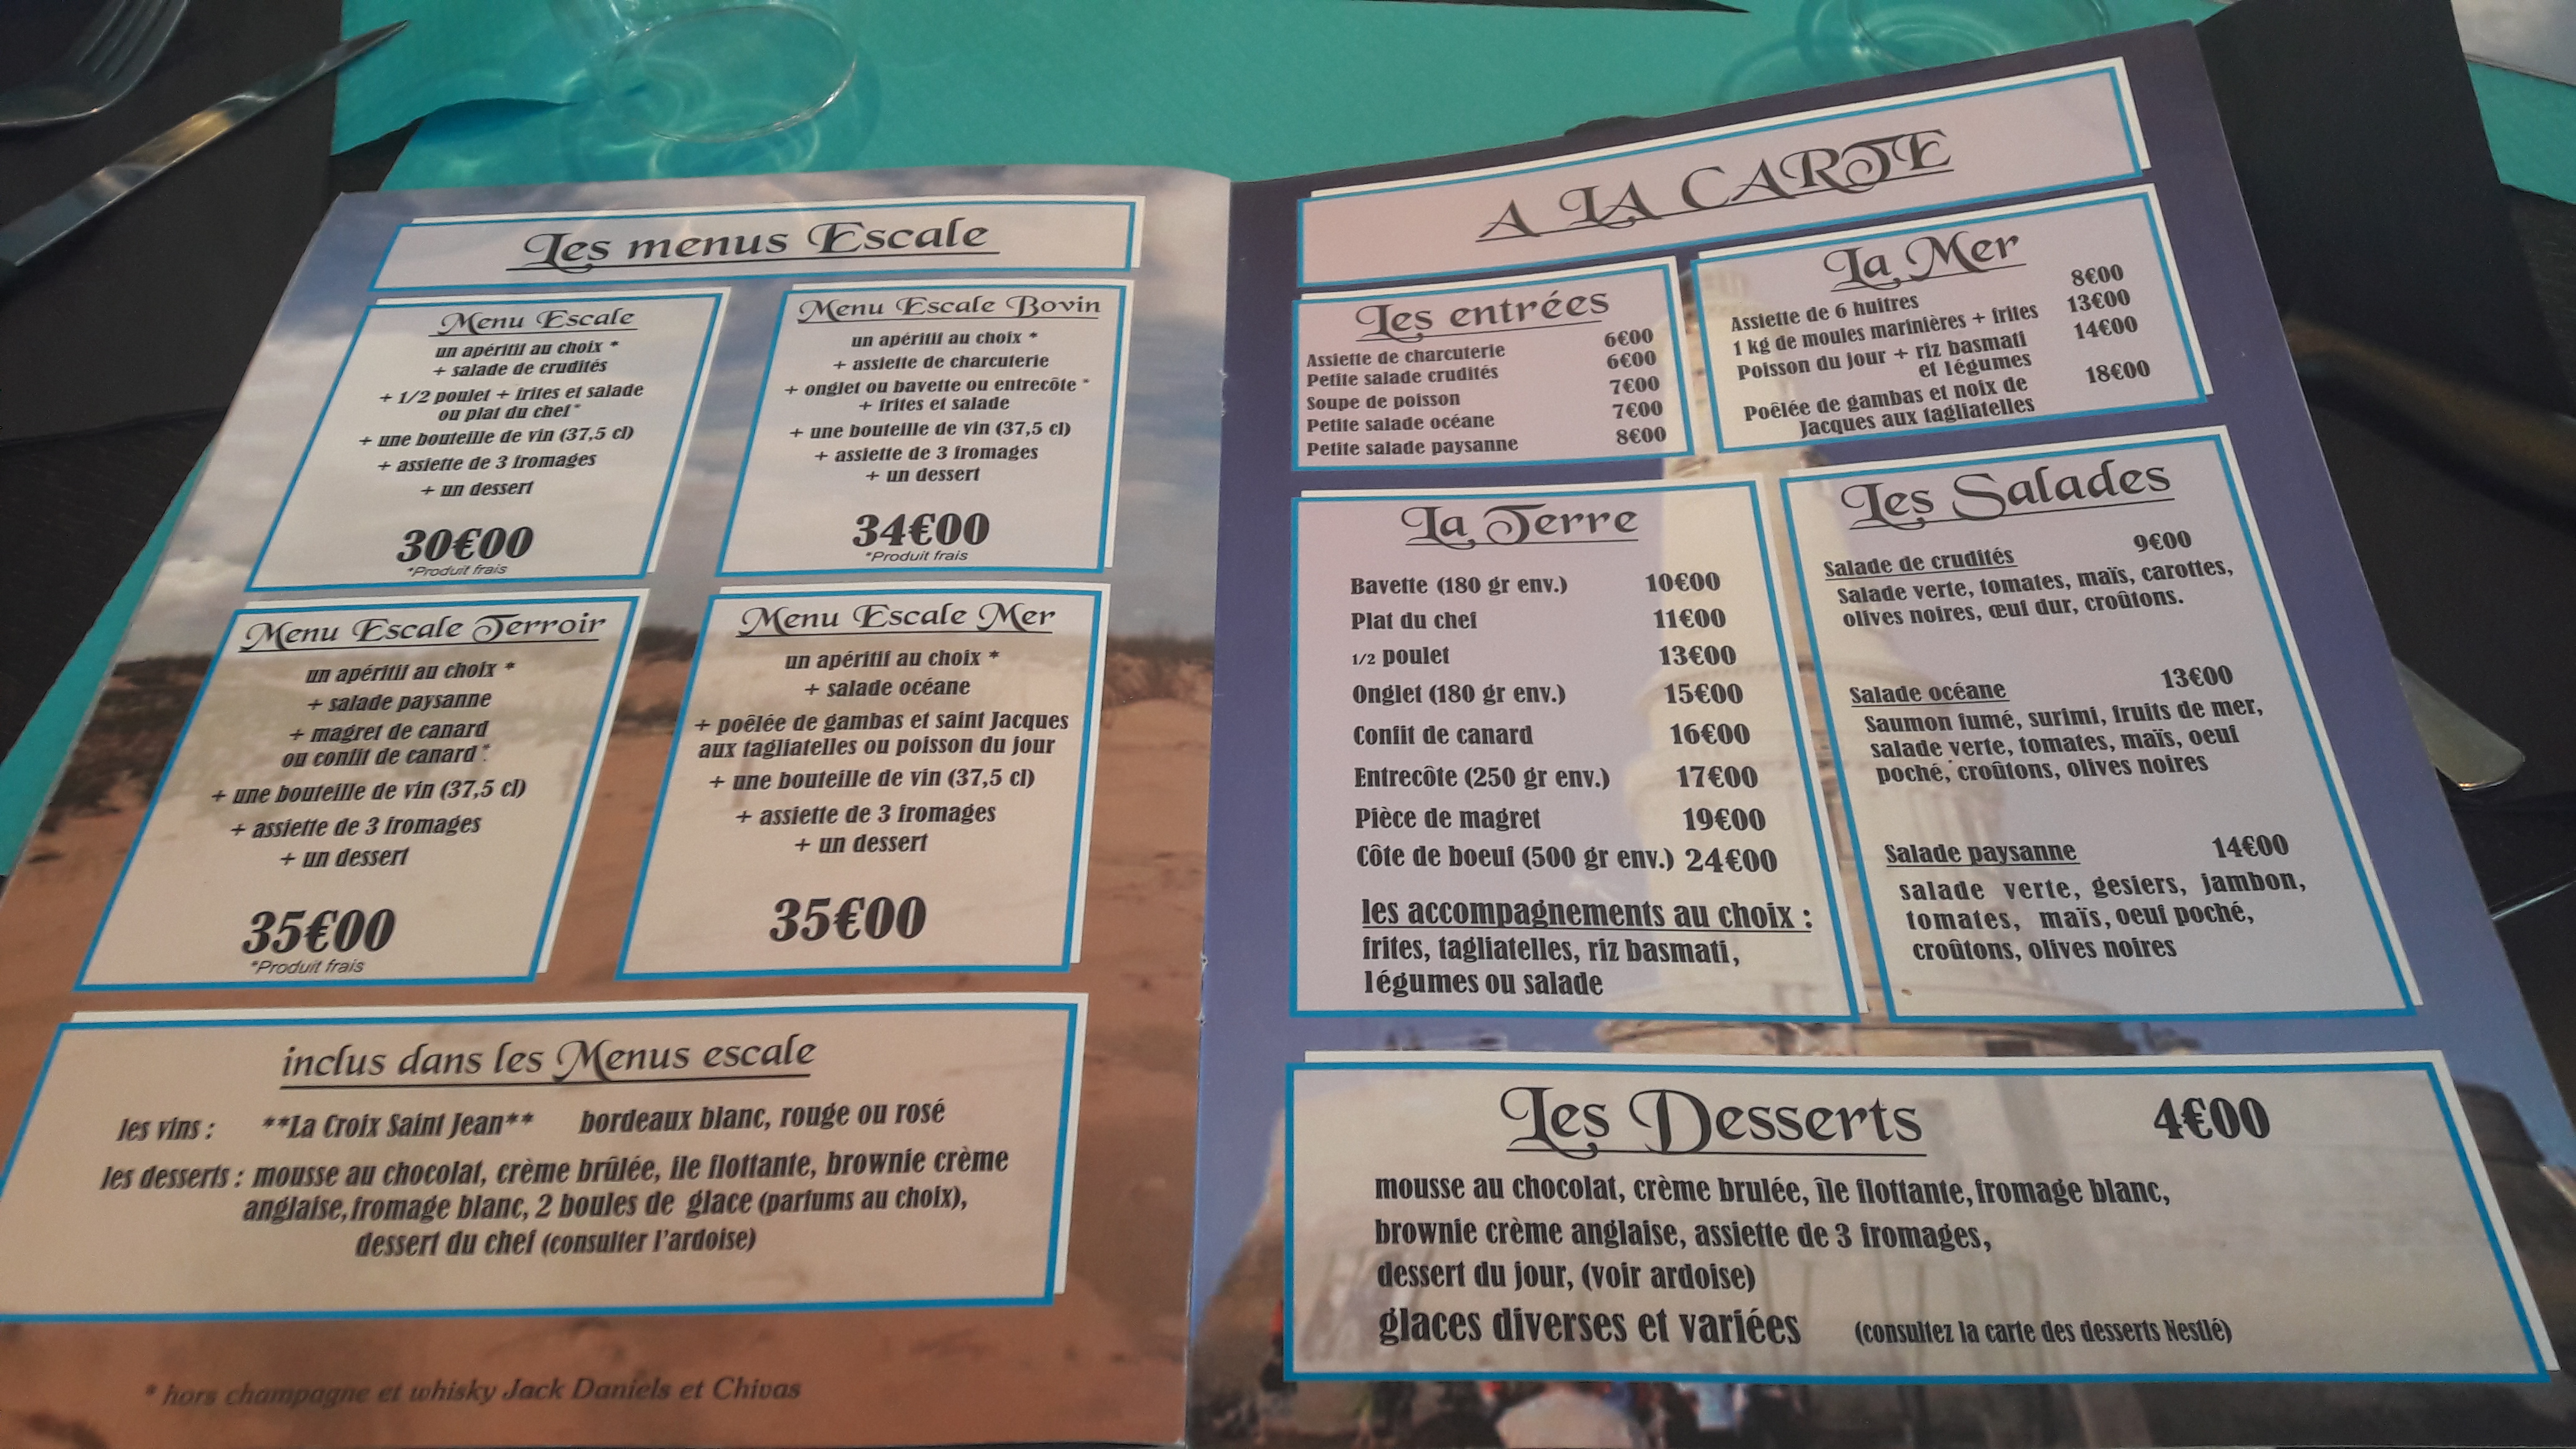 Les menus Escale
Menu Escale
un apéritif au choix *
+ salade de crudités
+ 1/2 poulet + frites et salade
ou plat du chef *
+ une bouteille de vin (37,5 cl)
+ assiette de 3 fromages
+ un dessert
30€00
*Produit frais
Menu Escale Bovin
un apéritif au choix *
+ assiette de charcuterie
+ onglet ou bavette ou entrecôte *
+ frites et salade
+ une bouteille de vin (37,5 cl)
+ assiette de 3 fromages
+ un dessert
34€00
*Produit frais
Menu Escale Terroir
un apéritif au choix *
+ salade paysanne
+ magret de canard
ou confit de canard *
+ une bouteille de vin (37,5 cl)
+ assiette de 3 fromages
+ un dessert
35€00
*Produit frais
Menu Escale Mer
un apéritif au choix *
+ salade océane
+ poêlée de gambas et saint Jacques
aux tagliatelles ou poisson du jour
+ une bouteille de vin (37,5 cl)
+ assiette de 3 fromages
+ un dessert
35€00
inclus dans les Menus escale
les vins : **La Croix Saint Jean** bordeaux blanc, rouge ou rosé
les desserts : mousse au chocolat, crème brûlée, île flottante, brownie crème
anglaise, fromage blanc, 2 boules de glace (parfums au choix),
dessert du chef (consulter l'ardoise)
* hors champagne et whisky Jack Daniels et Chivas
A LA CARTE
Les entrées
Assiette de charcuterie 6€00
Petite salade crudités 6€00
Soupe de poisson 7€00
Petite salade océane 7€00
Petite salade paysanne 8€00
La Mer
Assiette de 6 huitres 8€00
1 kg de moules marinières + frites 13€00
Poisson du jour + riz basmati 14€00
et légumes
Poêlée de gambas et noix de 18€00
Jacques aux tagliatelles
La Terre
Bavette (180 gr env.) 10€00
Plat du chef 11€00
1/2 poulet 13€00
Onglet (180 gr env.) 15€00
Confit de canard 16€00
Entrecôte (250 gr env.) 17€00
Pièce de magret 19€00
Côte de boeuf (500 gr env.) 24€00
les accompagnements au choix :
frites, tagliatelles, riz basmati,
légumes ou salade
Les Salades
Salade de crudités 9€00
Salade verte, tomates, maïs, carottes,
olives noires, œuf dur, croûtons.
Salade océane 13€00
Saumon fumé, surimi, fruits de mer,
salade verte, tomates, maïs, oeuf
poché, croûtons, olives noires
Salade paysanne 14€00
salade verte, gesiers, jambon,
tomates, maïs, oeuf poché,
croûtons, olives noires
Les Desserts 4€00
mousse au chocolat, crème brulée, île flottante, fromage blanc,
brownie crème anglaise, assiette de 3 fromages,
dessert du jour, (voir ardoise)
glaces diverses et variées (consultez la carte des desserts Nestlé)